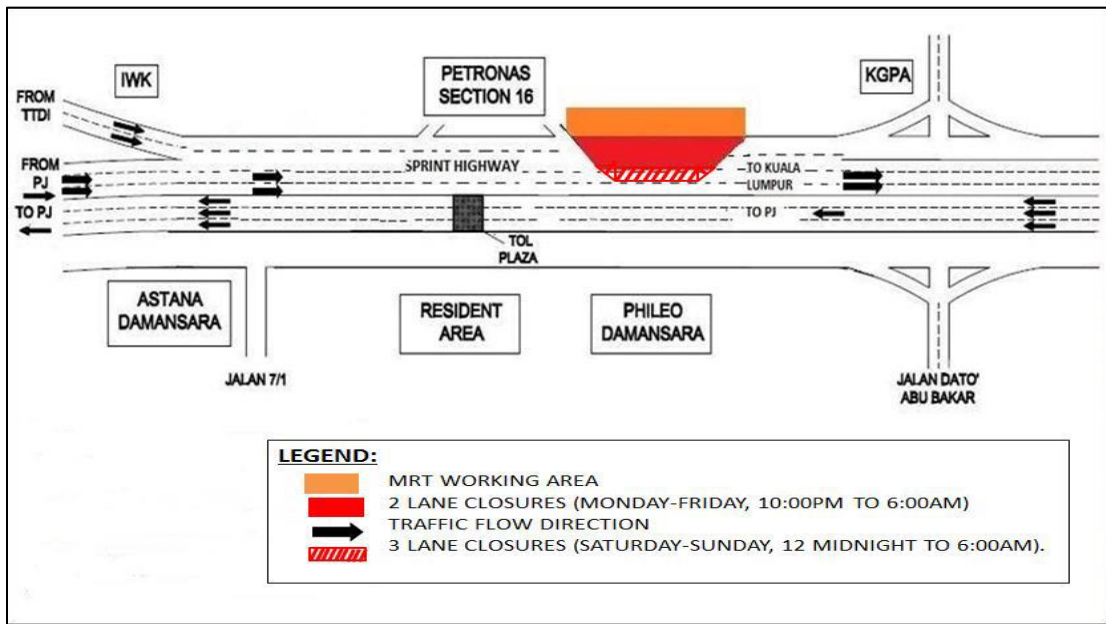 IWK
PETRONAS
SECTION 16
KGPA
FROM
TTDI
FROM
PJ
SPRINT HIGHWAY
TO KUALA
LUMPUR
TO PJ
TO PJ
TOL
PLAZA
ASTANA
DAMANSARA
RESIDENT
AREA
PHILEO
DAMANSARA
JALAN 7/1
JALAN DATO'
ABU BAKAR
LEGEND:
MRT WORKING AREA
2 LANE CLOSURES (MONDAY-FRIDAY, 10:00PM TO 6:00AM)
TRAFFIC FLOW DIRECTION
3 LANE CLOSURES (SATURDAY-SUNDAY, 12 MIDNIGHT TO 6:00AM).